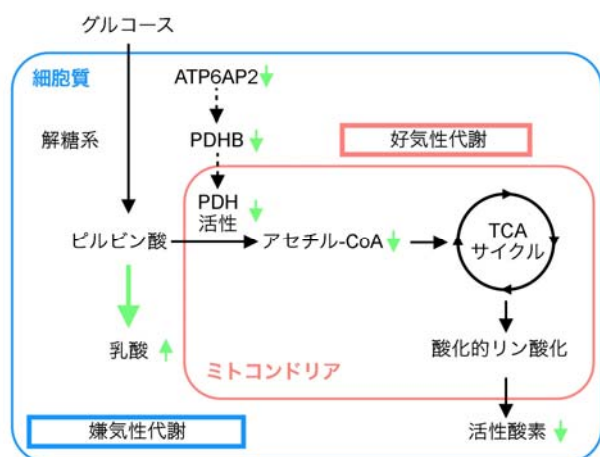 グルコース
細胞質
ATP6AP2
解糖系
PDHB
好気性代謝
PDH
活性
ピルビン酸
アセチル-CoA
TCA
サイクル
乳酸
酸化的リン酸化
ミトコンドリア
嫌気性代謝
活性酸素